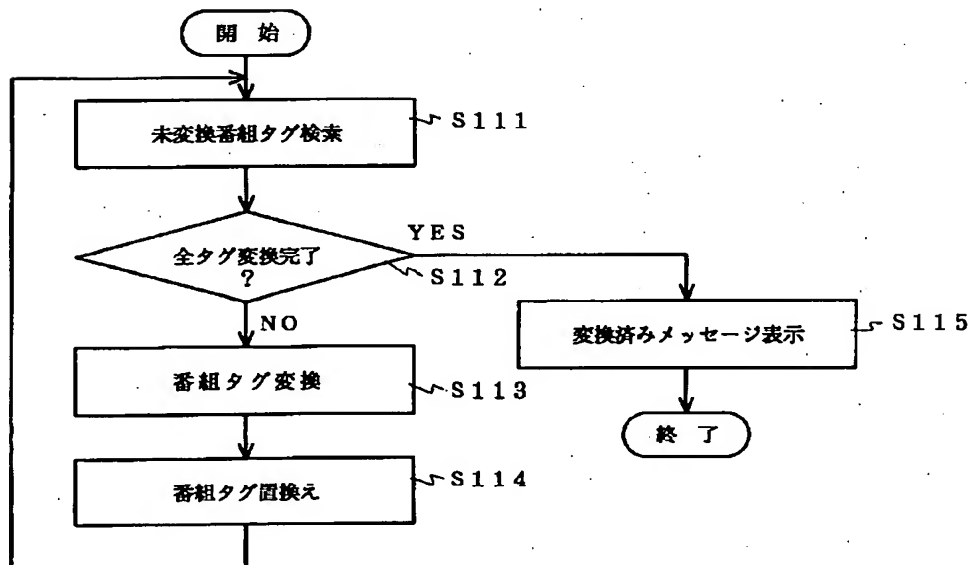 開 始
未変換番組タグ検索
S111
全タグ変換完了
?
YES
S112
NO
番組タグ変換
S113
変換済みメッセージ表示
S115
番組タグ置換え
S114
終 了